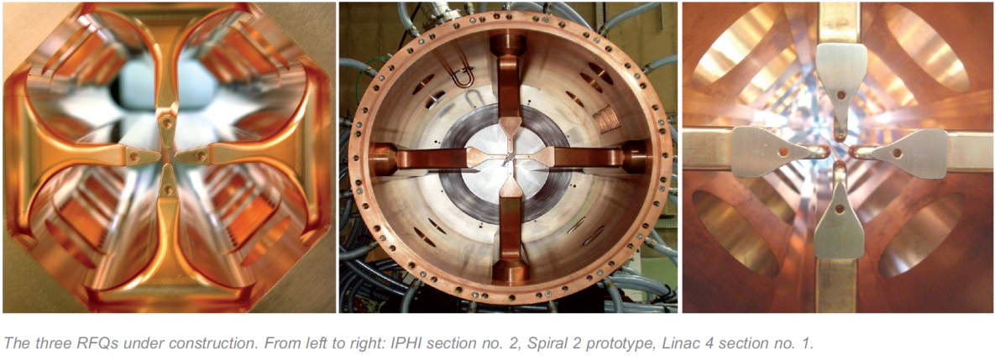 The three RFQs under construction. From left to right: IPHI section no. 2, Spiral 2 prototype, Linac 4 section no. 1.